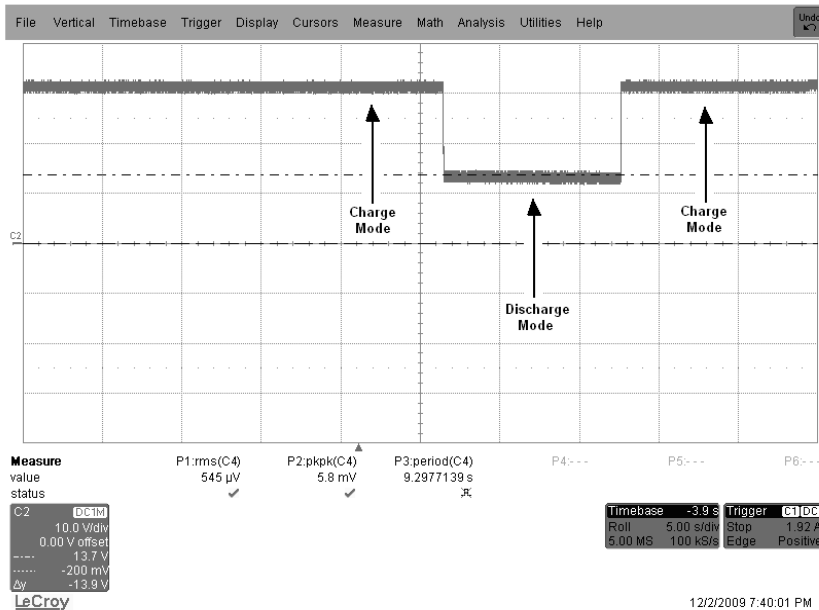 File Vertical Timebase Trigger Display Cursors Measure Math Analysis Utilities Help Undo
Charge
Mode
Charge
Mode
C2
Discharge
Mode
Measure P1:rms(C4) P2:pkpk(C4) P3:period(C4) P4:--- P5:--- P6:---
value 545 µV 5.8 mV 9.2977139 s
status
C2 DC1M
10.0 V/div
0.00 V offset
13.7 V
-200 mV
Δy -13.9 V
Timebase -3.9 s
Roll 5.00 s/div
5.00 MS 100 kS/s
Trigger C1 DC
Stop 1.92 A
Edge Positive
LeCroy
12/2/2009 7:40:01 PM